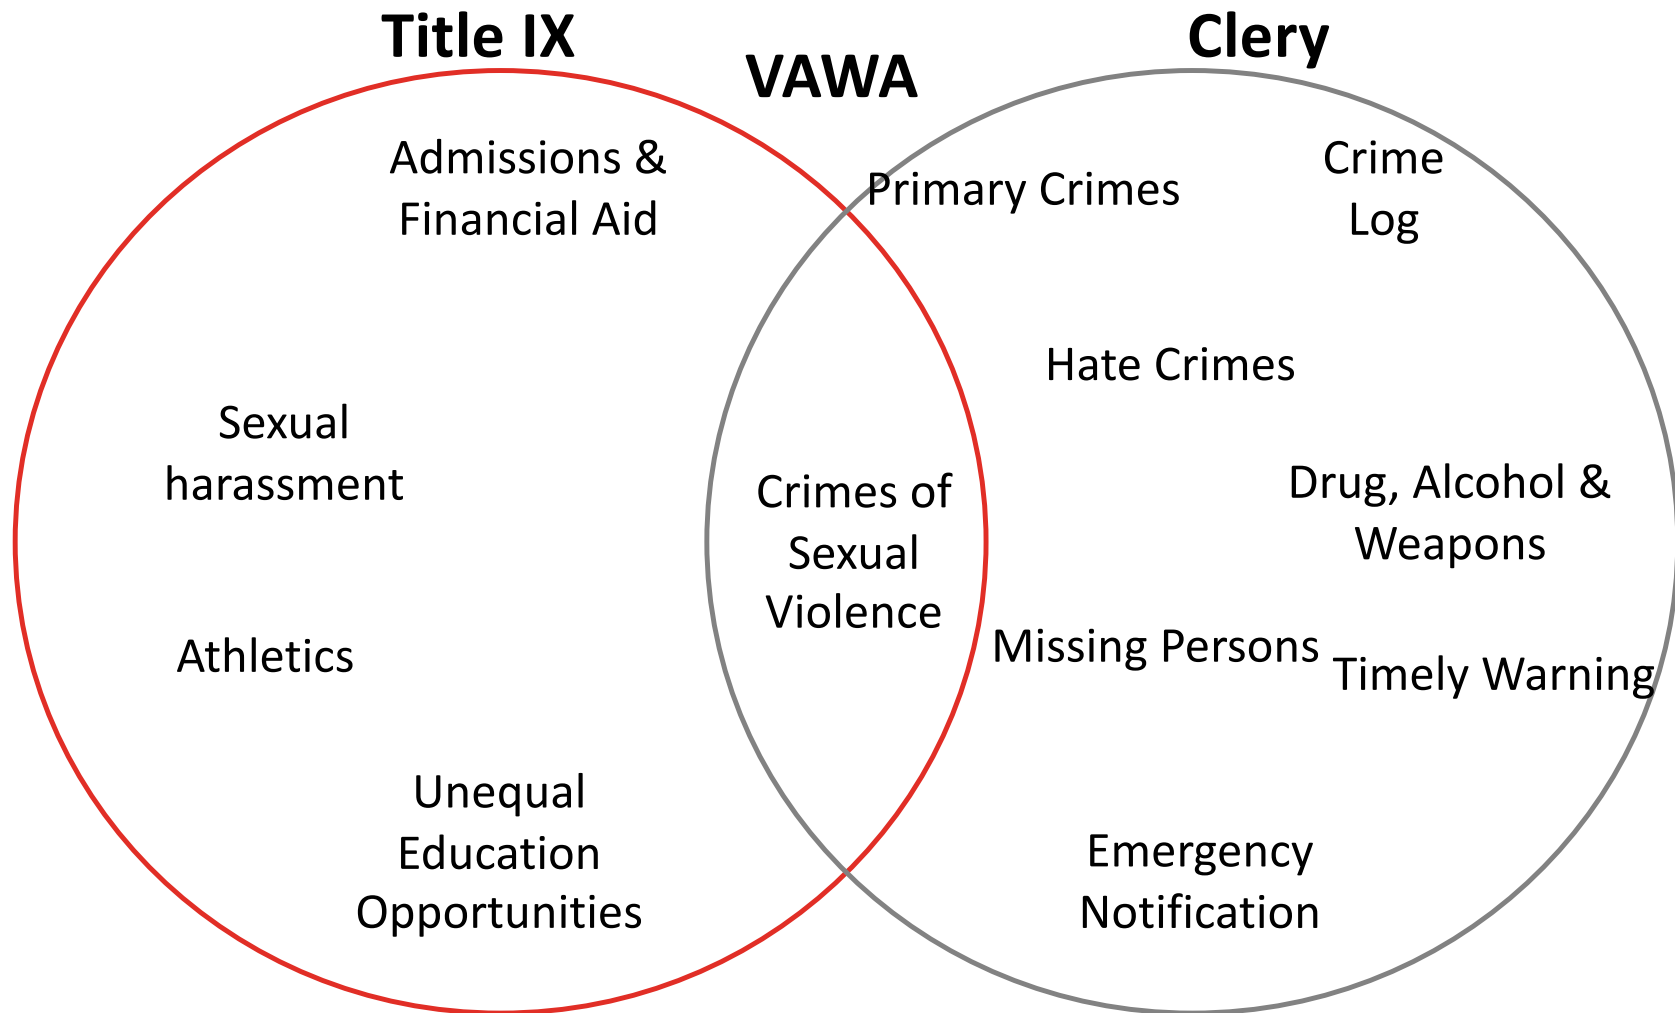 Title IX
VAWA
Clery
Admissions &
Financial Aid
Sexual
harassment
Athletics
Unequal
Education
Opportunities
Crimes of
Sexual
Violence
Primary Crimes
Crime
Log
Hate Crimes
Drug, Alcohol &
Weapons
Missing Persons
Timely Warning
Emergency
Notification